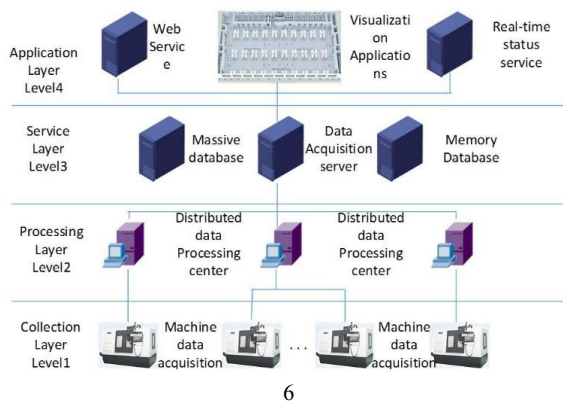 Application
Layer
Level4
Web
Servic
e
Visualizati
on
Applicatio
ns
Real-time
status
service
Service
Layer
Level3
Massive
database
Data
Acquisition
server
Memory
Database
Processing
Layer
Level2
Distributed
data
Processing
center
Distributed
data
Processing
center
Collection
Layer
Level1
Machine
data
acquisition
...
Machine
data
acquisition
6